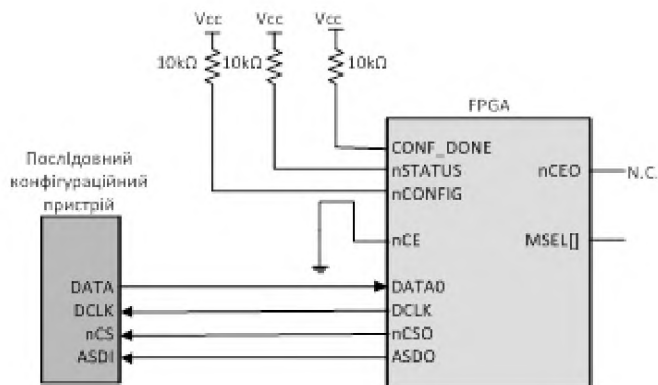 Vcc Vcc Vcc
10kΩ 10kΩ 10kΩ
FPGA
CONF_DONE
nSTATUS
nCONFIG
nCE
DATA0
DCLK
nCSO
ASDO
nCEO
N.C.
MSEL[]
Послідовний
конфігураційний
пристрій
DATA
DCLK
nCS
ASDI